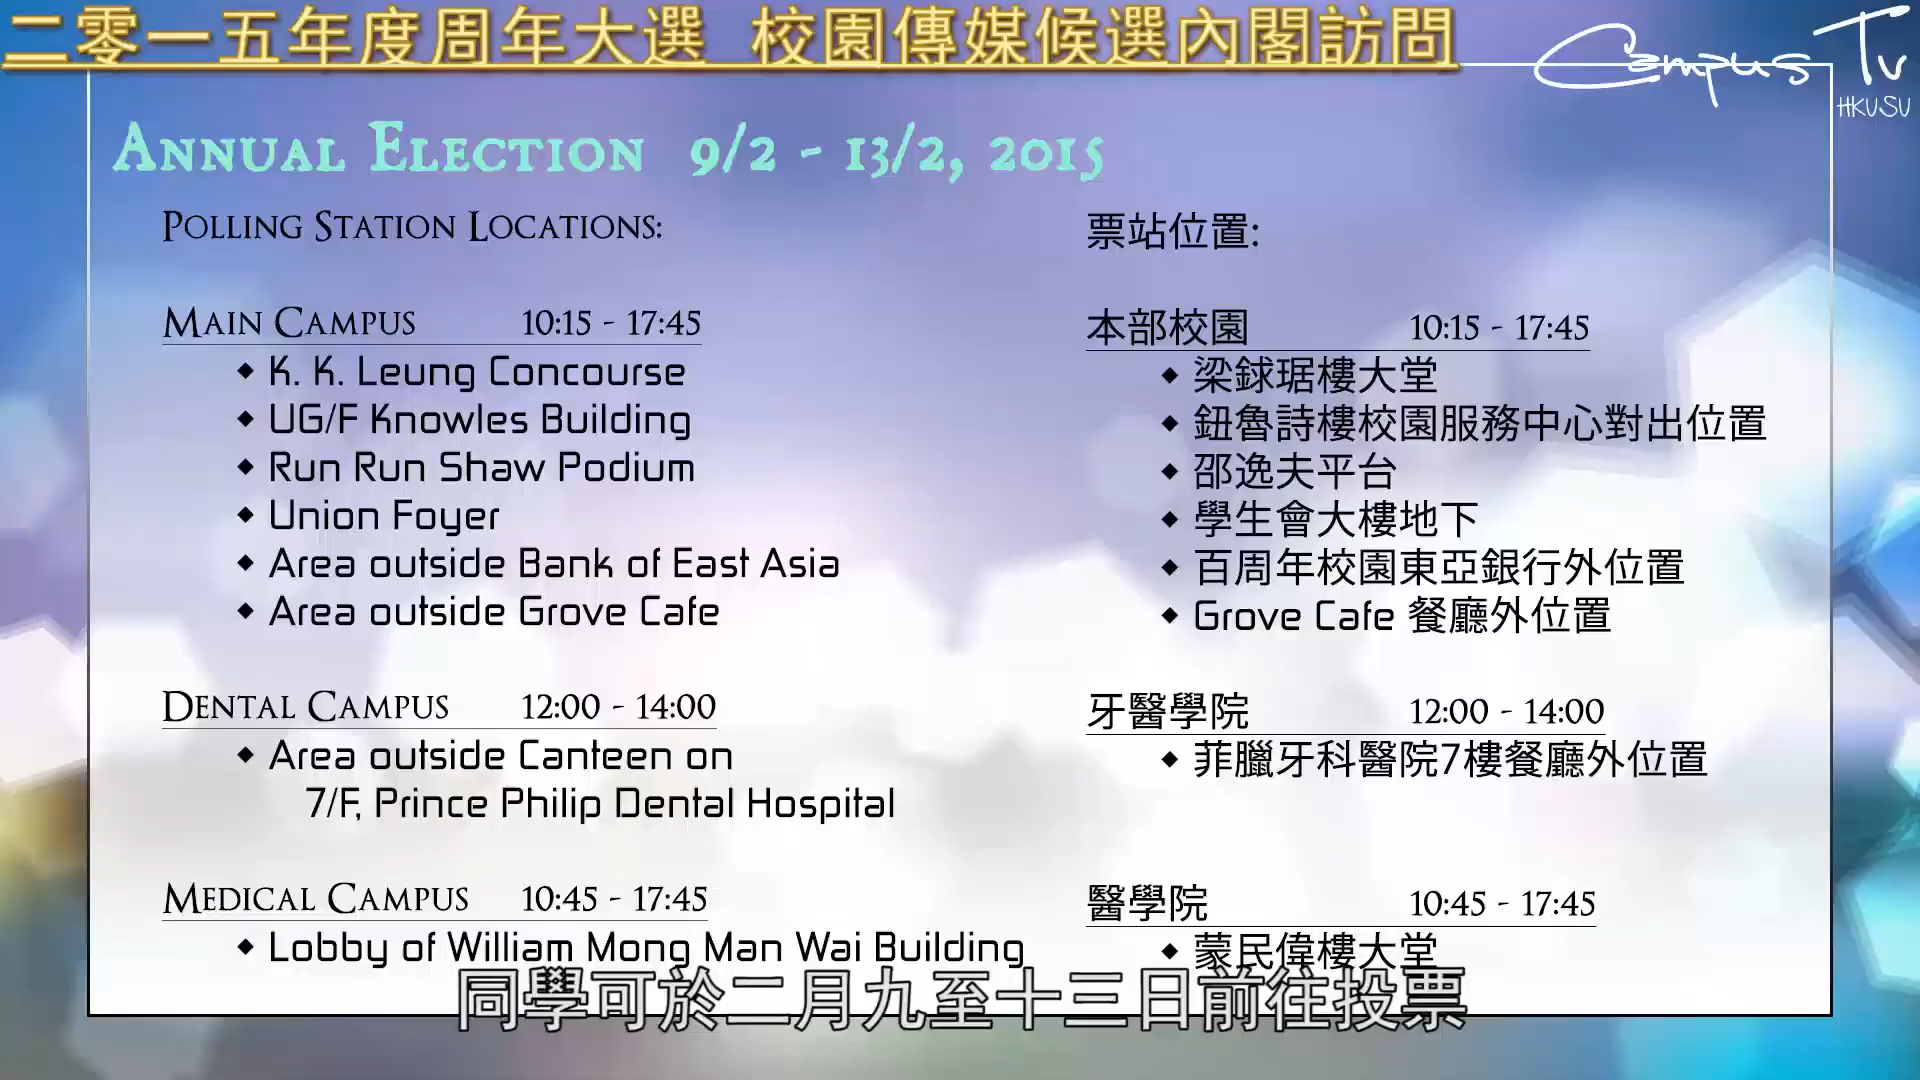 二零一五年度周年大選 校園傳媒候選內閣訪問
Campus TV
HKUSU
ANNUAL ELECTION 9/2 - 13/2, 2015
POLLING STATION LOCATIONS:
MAIN CAMPUS 10:15 - 17:45
◆ K. K. Leung Concourse
◆ UG/F Knowles Building
◆ Run Run Shaw Podium
◆ Union Foyer
◆ Area outside Bank of East Asia
◆ Area outside Grove Cafe
DENTAL CAMPUS 12:00 - 14:00
◆ Area outside Canteen on
7/F, Prince Philip Dental Hospital
MEDICAL CAMPUS 10:45 - 17:45
◆ Lobby of William Mong Man Wai Building
票站位置:
本部校園 10:15 - 17:45
◆ 梁銶琚樓大堂
◆ 鈕魯詩樓校園服務中心對出位置
◆ 邵逸夫平台
◆ 學生會大樓地下
◆ 百周年校園東亞銀行外位置
◆ Grove Cafe 餐廳外位置
牙醫學院 12:00 - 14:00
◆ 菲臘牙科醫院7樓餐廳外位置
醫學院 10:45 - 17:45
◆ 蒙民偉樓大堂
同學可於二月九至十三日前往投票